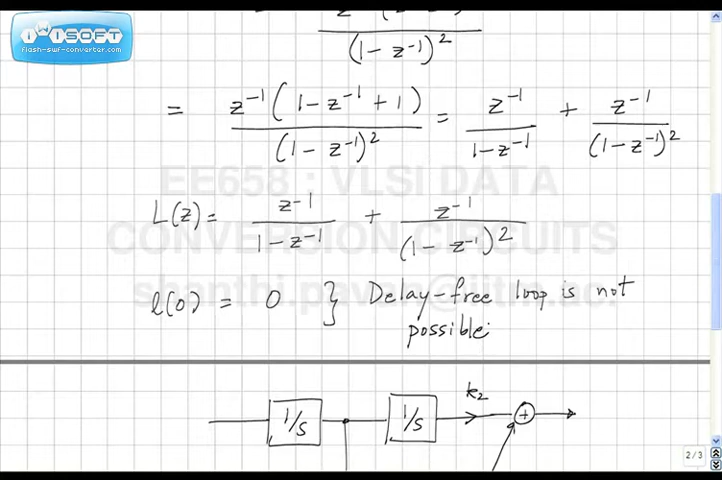 iWiSOFT
flash-swf-converter.com
(1 - z⁻¹)²
= z⁻¹(1 - z⁻¹ + 1) / (1 - z⁻¹)² = z⁻¹ / 1 - z⁻¹ + z⁻¹ / (1 - z⁻¹)²
EE658 : VLSI DATA
L(z) = z⁻¹ / 1 - z⁻¹ + z⁻¹ / (1 - z⁻¹)²
CONVERSION CIRCUITS
l(0) = 0 } Delay-free loop is not
possible
k₂
1/s 1/s +
2 / 3